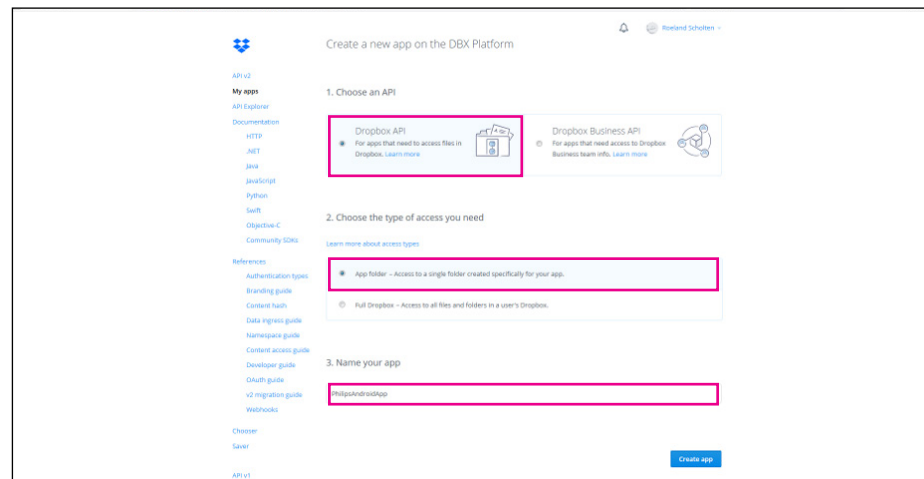 Roeland Scholten
Create a new app on the DBX Platform
API v2
My apps
API Explorer
Documentation
HTTP
.NET
Java
JavaScript
Python
Swift
Objective-C
Community SDKs
References
Authentication types
Branding guide
Content hash
Data ingress guide
Namespace guide
Content access guide
Developer guide
OAuth guide
v2 migration guide
Webhooks
Chooser
Saver
API v1
1. Choose an API
Dropbox API
For apps that need to access files in
Dropbox. Learn more
Dropbox Business API
For apps that need access to Dropbox
Business team info. Learn more
2. Choose the type of access you need
Learn more about access types
App folder – Access to a single folder created specifically for your app.
Full Dropbox – Access to all files and folders in a user's Dropbox.
3. Name your app
PhilipsAndroidApp
Create app